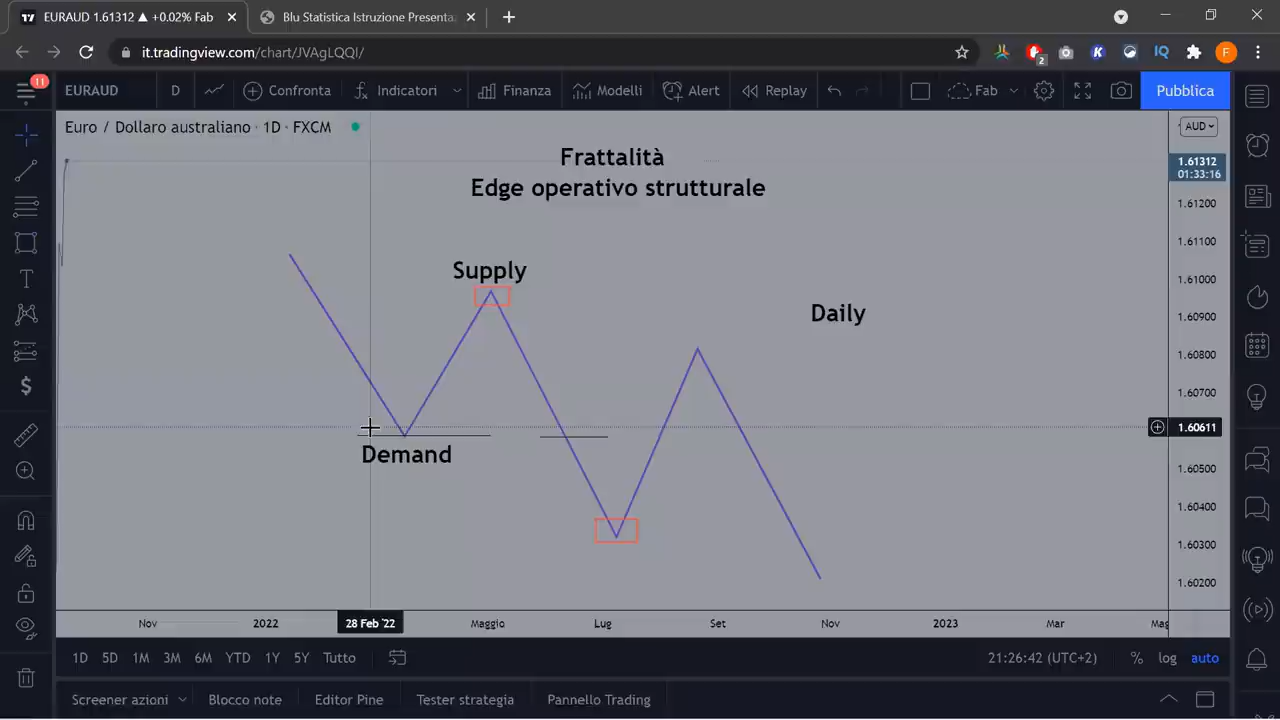 EURAUD 1.61312 ▲ +0.02% Fab
Blu Statistica Istruzione Presenta
it.tradingview.com/chart/JVAgLQQl/
2
K
IQ
F
11
EURAUD
D
Confronta
Indicatori
Finanza
Modelli
Alert
Replay
Fab
Pubblica
Euro / Dollaro australiano · 1D · FXCM
AUD
Frattalità
Edge operativo strutturale
1.61312
01:33:16
1.61200
1.61100
1.61000
1.60900
1.60800
1.60700
1.60611
1.60500
1.60400
1.60300
1.60200
Supply
Daily
Demand
Nov
2022
28 Feb '22
Maggio
Lug
Set
Nov
2023
Mar
Mag
1D
5D
1M
3M
6M
YTD
1Y
5Y
Tutto
21:26:42 (UTC+2)
%
log
auto
Screener azioni
Blocco note
Editor Pine
Tester strategia
Pannello Trading